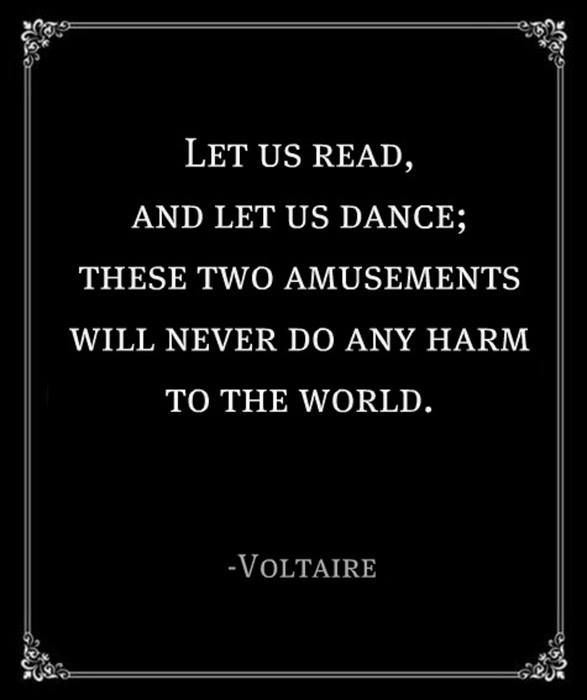 Let us read,
and let us dance;
these two amusements
will never do any harm
to the world.
-Voltaire